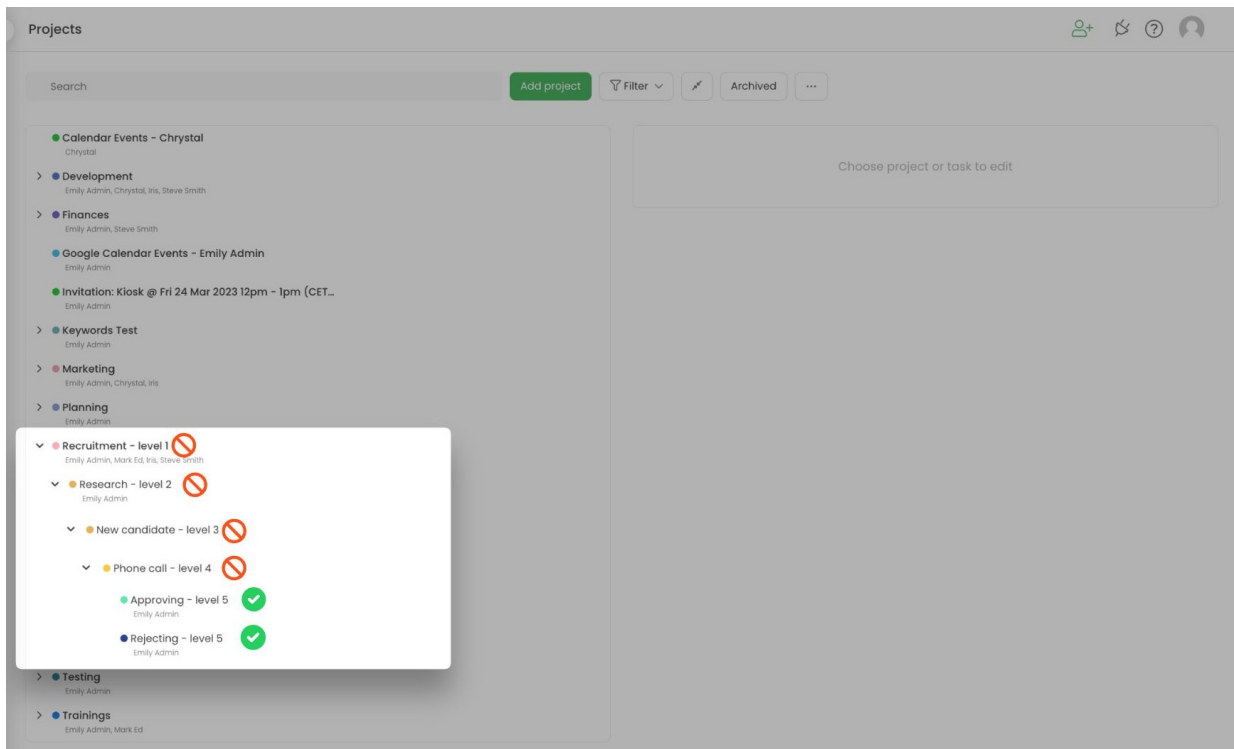 Projects
Search
Add project
Filter
Archived
...
Calendar Events - Chrystal
Chrystal
Development
Emily Admin, Chrystal, Iris, Steve Smith
Finances
Emily Admin, Steve Smith
Google Calendar Events - Emily Admin
Emily Admin
Invitation: Kiosk @ Fri 24 Mar 2023 12pm - 1pm (CET...
Emily Admin
Keywords Test
Emily Admin
Marketing
Emily Admin, Chrystal, Iris
Planning
Emily Admin
Recruitment - level 1
Emily Admin, Mark Ed, Iris, Steve Smith
Research - level 2
Emily Admin
New candidate - level 3
Phone call - level 4
Approving - level 5
Emily Admin
Rejecting - level 5
Emily Admin
Testing
Emily Admin
Trainings
Emily Admin, Mark Ed
Choose project or task to edit